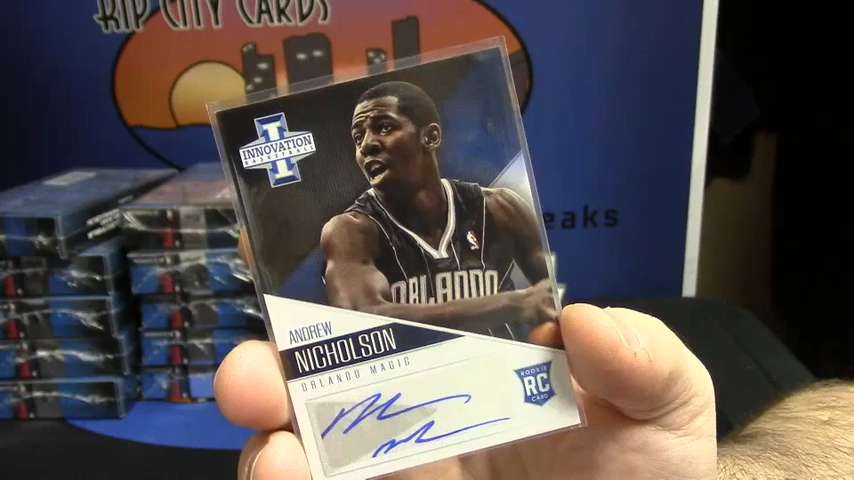 RIP CITY CARDS
eaks
INNOVATION
BASKETBALL
ORLANDO
ANDREW
NICHOLSON
ORLANDO MAGIC
ROOKIE
RC
CARD